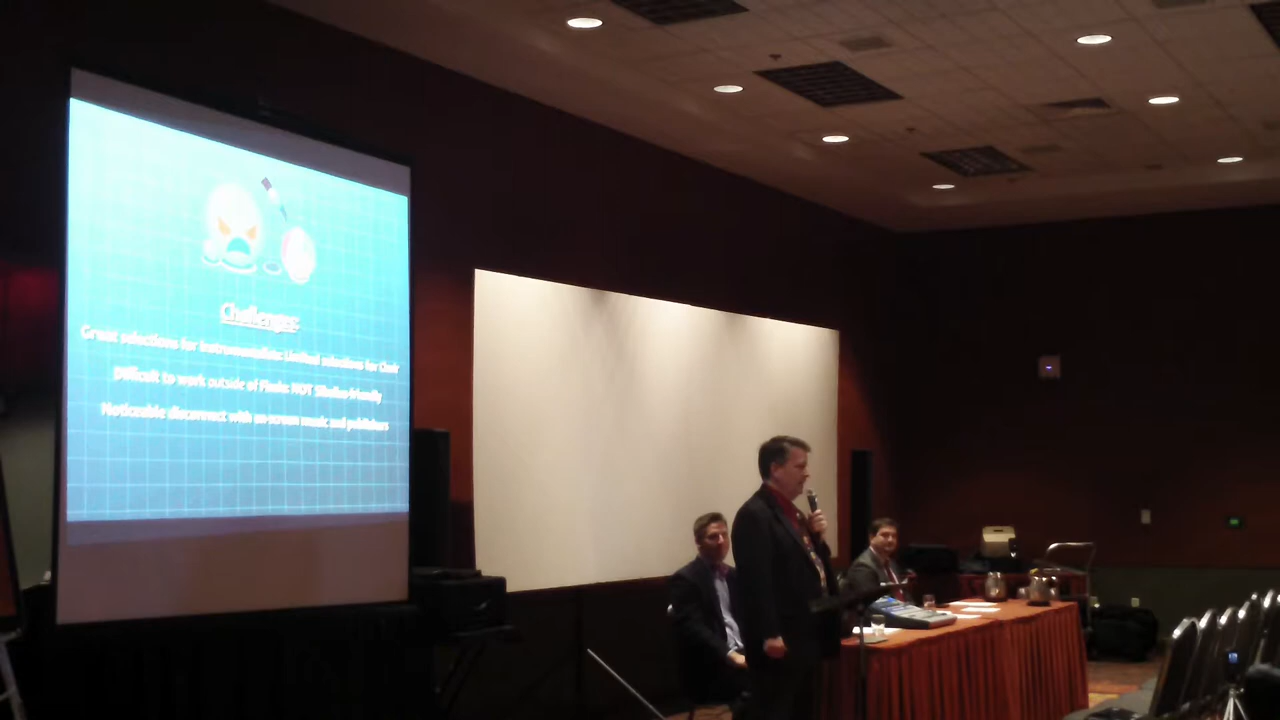 Challenges:
Great selections for Instrumentalists: Limited selections for Choir
Difficult to work outside of Finale: NOT Sibelius-friendly
Noticeable disconnect with on-screen music and publishers